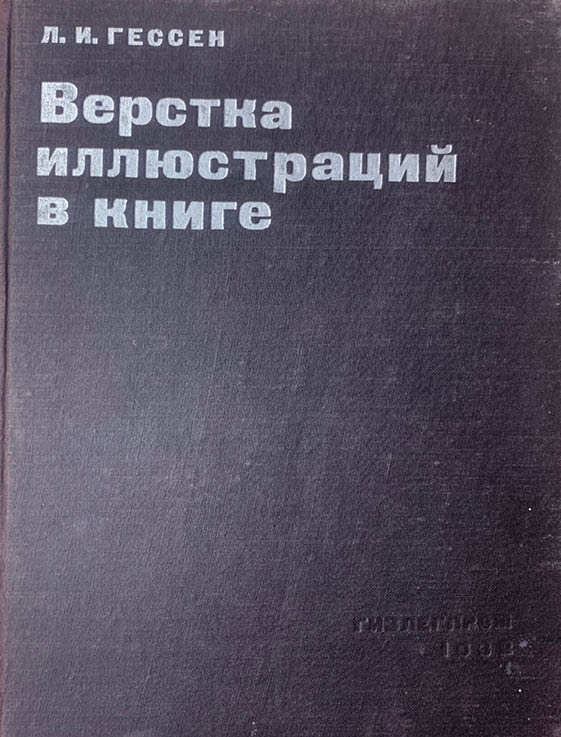 Л. И. ГЕССЕН
Верстка
иллюстраций
в книге
ГИЗЛЕГПРОМ